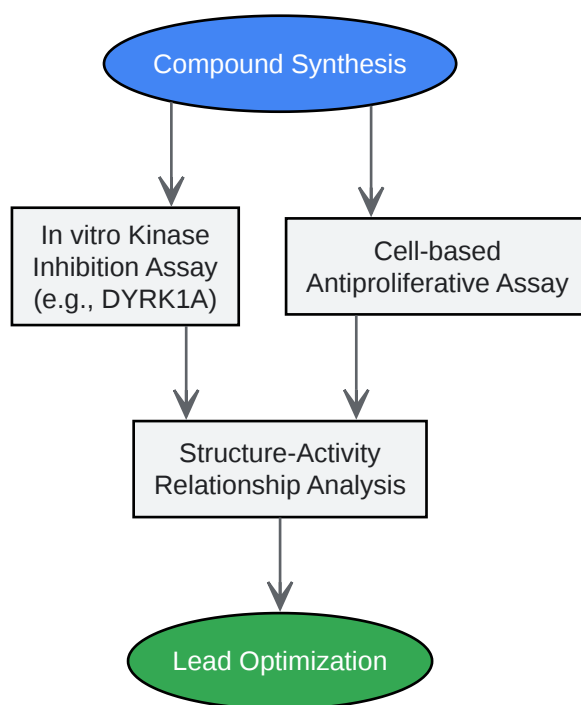 Compound Synthesis
In vitro Kinase
Inhibition Assay
(e.g., DYRK1A)
Cell-based
Antiproliferative Assay
Structure-Activity
Relationship Analysis
Lead Optimization